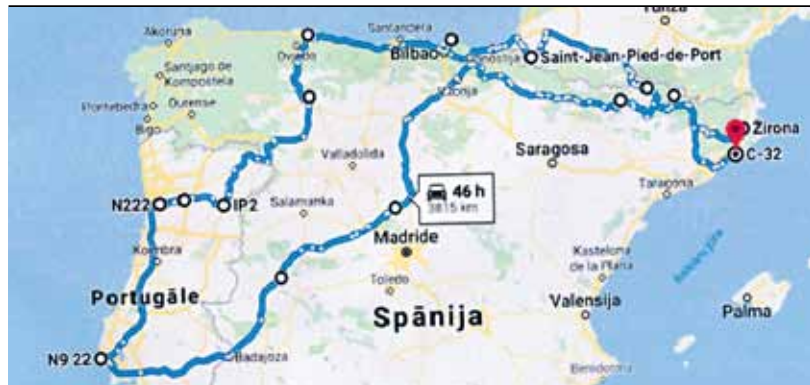 Akoruna
Santandera
Oviedo
Bilbao
Saint-Jean-Pied-de-Port
Santjago de
Kompostela
Pontebedra
Ourense
Bigo
Žirona
C-32
Saragosa
Valladolida
Taragona
46 h
3815 km
N222
IP2
Salamanka
Madride
Koimbra
Kastelona
de la Plana
Toledo
Portugāle
Spānija
Valensija
Palma
N9 22
Badajoza
Benidorma